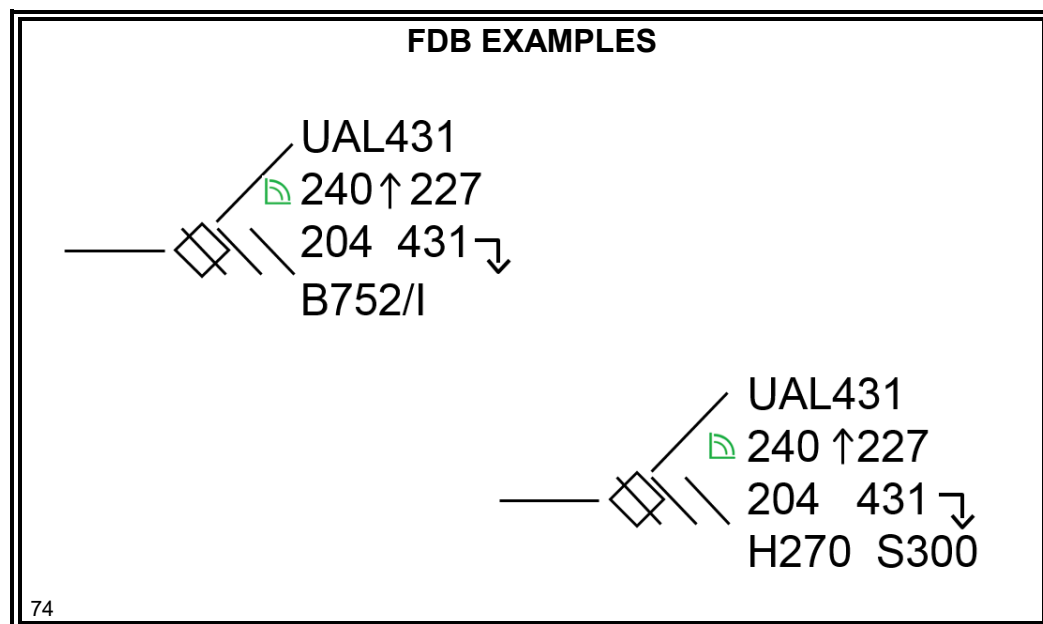 FDB EXAMPLES
UAL431
240↑227
204 431
B752/I
UAL431
240 ↑227
204 431
H270 S300
74